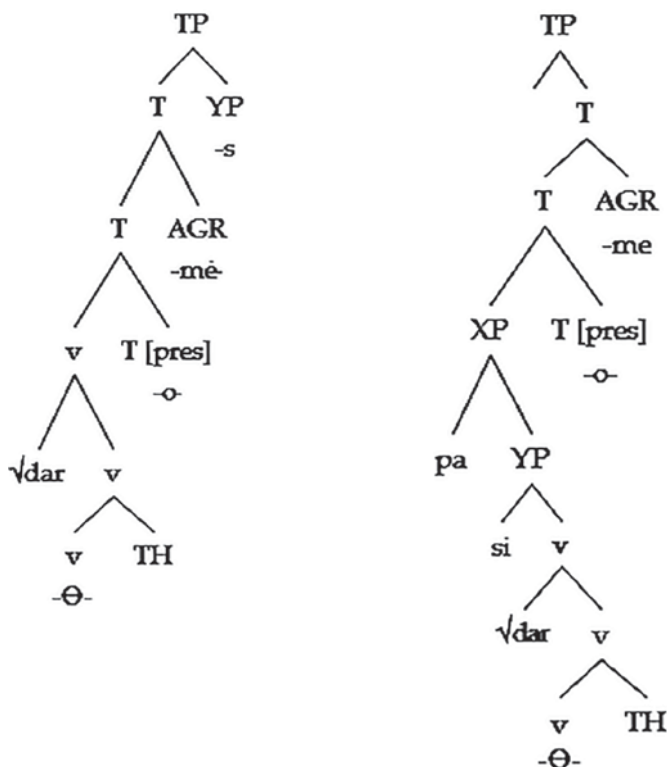 TP
T YP
-s
T AGR
-mė-
v T [pres]
-o-
√dar v
v TH
-Ɵ-
TP
T
T AGR
-me
XP T [pres]
-o-
pa YP
si v
√dar v
v TH
-Ɵ-